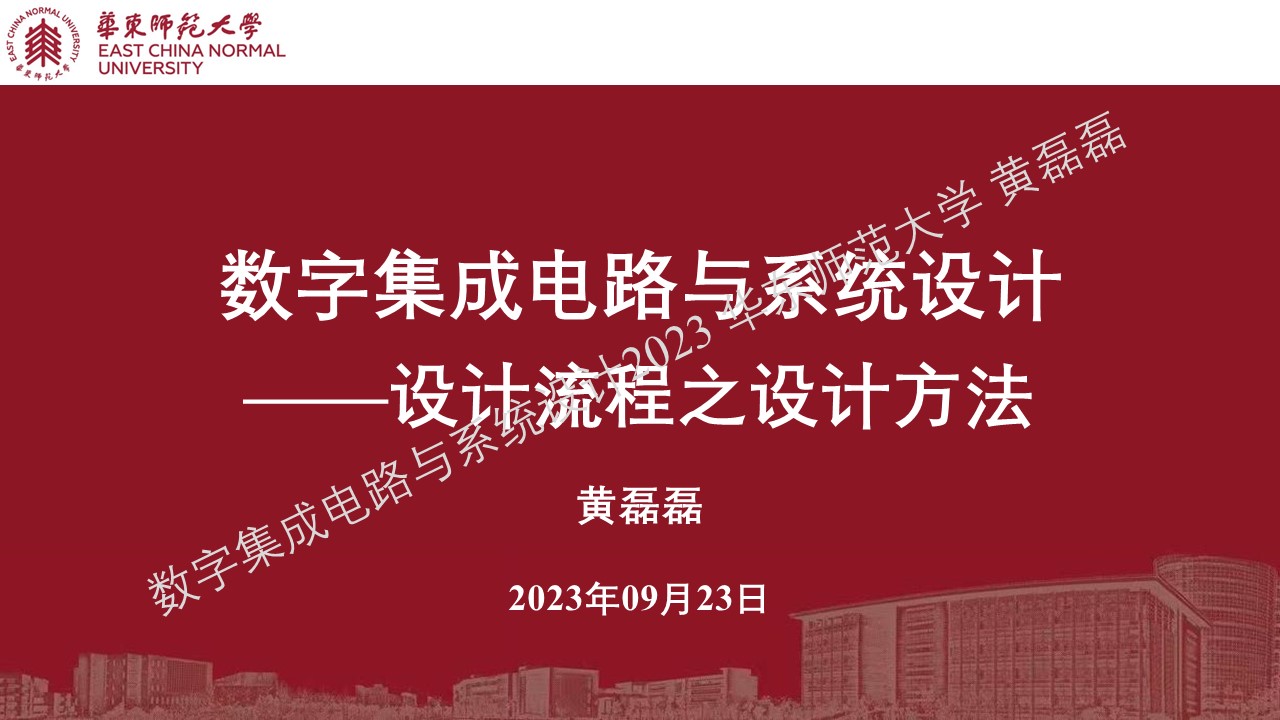 華東師範大學
EAST CHINA NORMAL
UNIVERSITY
EAST CHINA NORMAL UNIVERSITY
華東師范大学
数字集成电路与系统设计
——设计流程之设计方法
黄磊磊
2023年09月23日
数字集成电路与系统设计2023 华东师范大学 黄磊磊